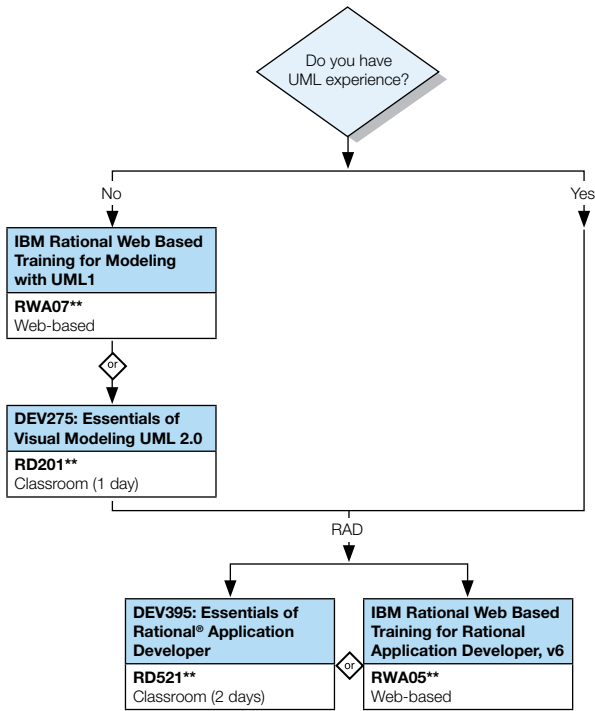 Do you have
UML experience?
No
Yes
IBM Rational Web Based
Training for Modeling
with UML1
RWA07**
Web-based
or
DEV275: Essentials of
Visual Modeling UML 2.0
RD201**
Classroom (1 day)
RAD
DEV395: Essentials of
Rational® Application
Developer
RD521**
Classroom (2 days)
or
IBM Rational Web Based
Training for Rational
Application Developer, v6
RWA05**
Web-based